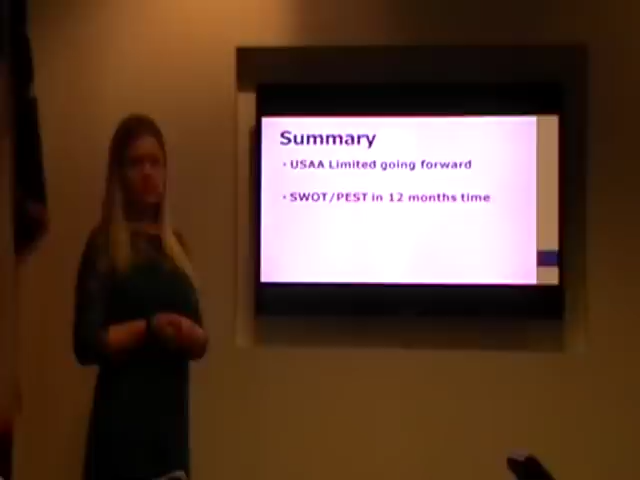 Summary
• USAA Limited going forward
• SWOT/PEST in 12 months time